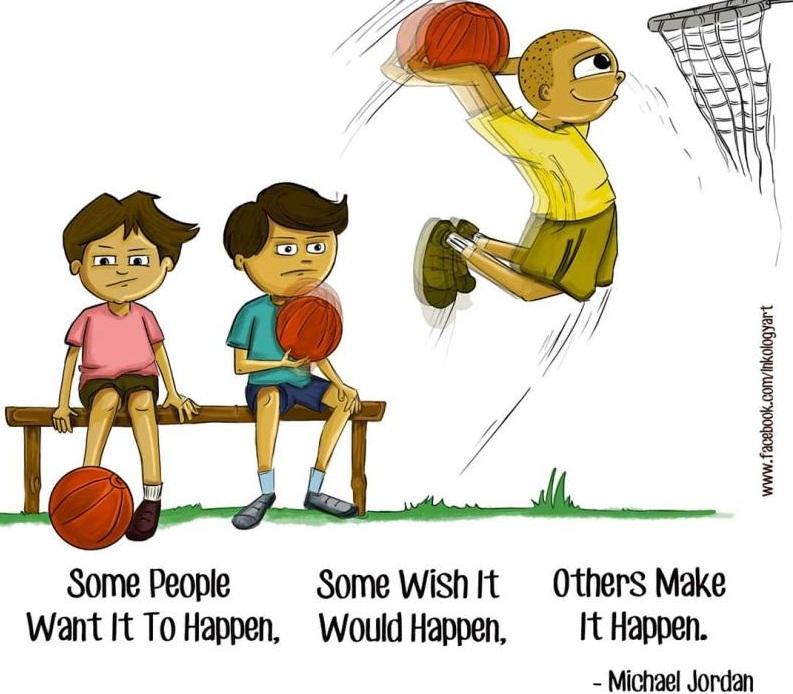 www.facebook.com/inkologyart
Some People
Want It To Happen,
Some Wish It
Would Happen,
Others Make
It Happen.
- Michael Jordan